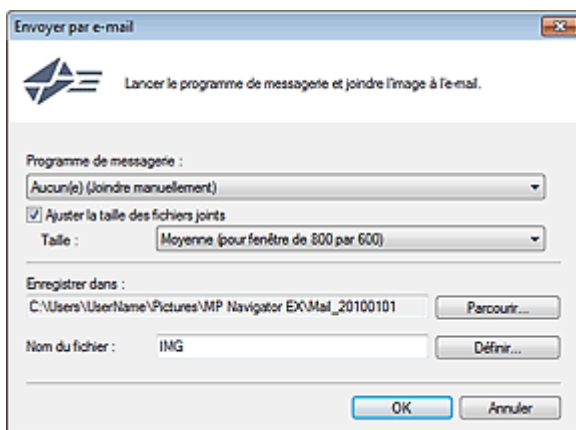 Envoyer par e-mail
Lancer le programme de messagerie et joindre l'image à l'e-mail.
Programme de messagerie :
Aucun(e) (Joindre manuellement)
Ajuster la taille des fichiers joints
Taille : Moyenne (pour fenêtre de 800 par 600)
Enregistrer dans :
C:\Users\UserName\Pictures\MP Navigator EX\Mail_20100101 Parcourir...
Nom du fichier : IMG Définir...
OK Annuler